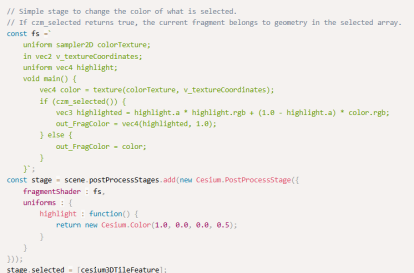 // Simple stage to change the color of what is selected.
// If czm_selected returns true, the current fragment belongs to geometry in the selected array.
const fs =`
    uniform sampler2D colorTexture;
    in vec2 v_textureCoordinates;
    uniform vec4 highlight;
    void main() {
        vec4 color = texture(colorTexture, v_textureCoordinates);
        if (czm_selected()) {
            vec3 highlighted = highlight.a * highlight.rgb + (1.0 - highlight.a) * color.rgb;
            out_FragColor = vec4(highlighted, 1.0);
        } else {
            out_FragColor = color;
        }
    }`;
const stage = scene.postProcessStages.add(new Cesium.PostProcessStage({
    fragmentShader : fs,
    uniforms : {
        highlight : function() {
            return new Cesium.Color(1.0, 0.0, 0.0, 0.5);
        }
    }
}));
stage.selected = [cesium3DTileFeature];